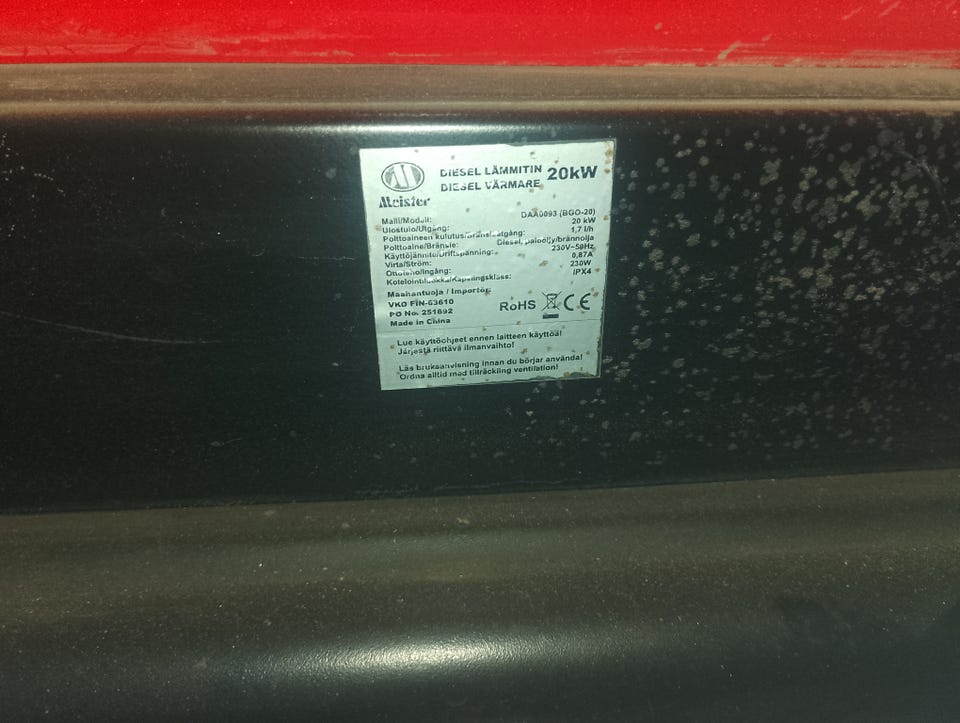 DIESEL LÄMMITIN 20kW
DIESEL VÄRMARE
Meister
Malli/Modell: DAA0093 (BGO-20)
Ulostulo/Utgång: 20 kW
Polttoaineen kulutus/Bränsleåtgång: 1,7 l/h
Polttoaine/Bränsle: Diesel, paloöljy/brännolja
Käyttöjännite/Driftspänning: 230V~50Hz
Virta/Ström: 0,87A
Ottoteho/Ingång: 230W
Kotelointiluokka/Kapslingsklass: IPX4
Maahantuoja / Importör:
VKO FIN-63610
PO No. 251692
Made in China
RoHS CE
Lue käyttöohjeet ennen laitteen käyttöä!
Järjestä riittävä ilmanvaihto!
Läs bruksanvisning innan du börjar använda!
Ordna alltid med tillräckling ventilation!